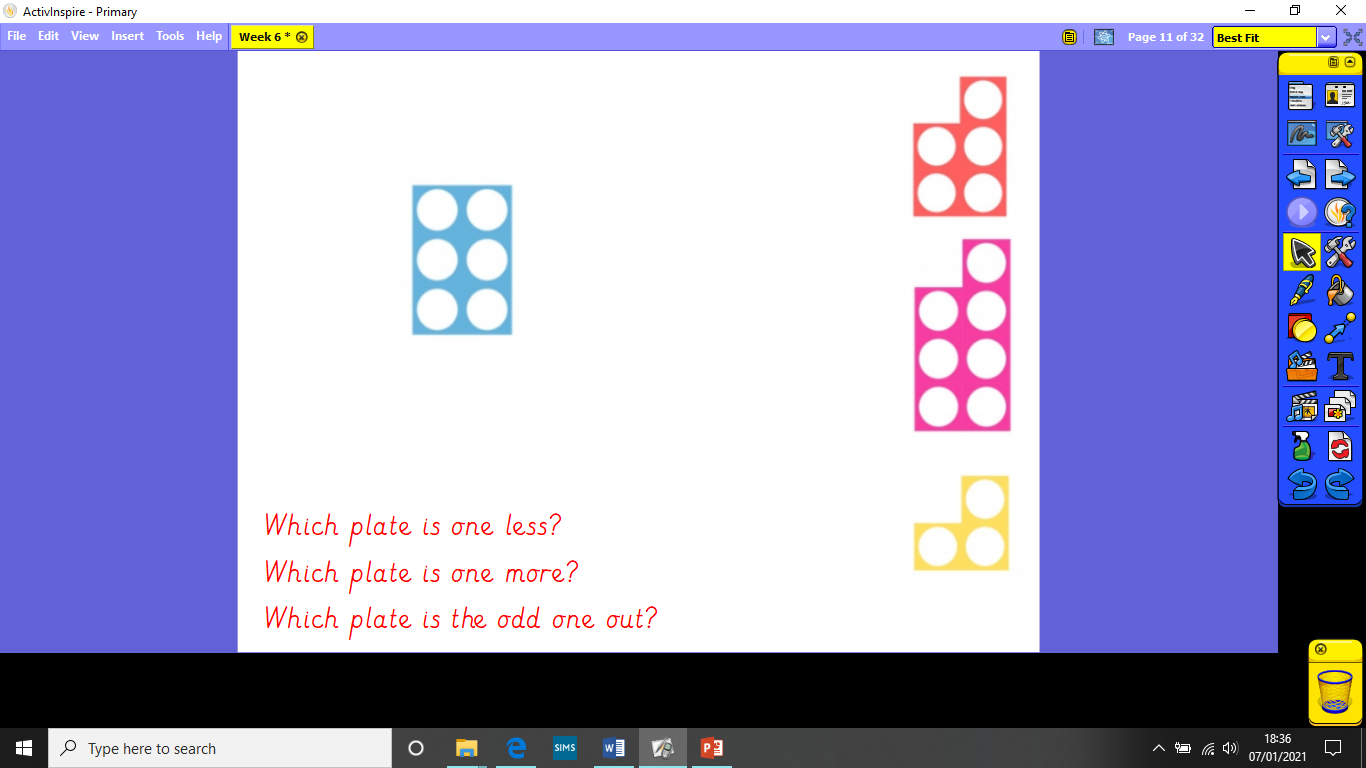 ActivInspire - Primary
File Edit View Insert Tools Help Week 6 * Page 11 of 32 Best Fit
Which plate is one less?
Which plate is one more?
Which plate is the odd one out?
Type here to search
SIMS
18:36
07/01/2021